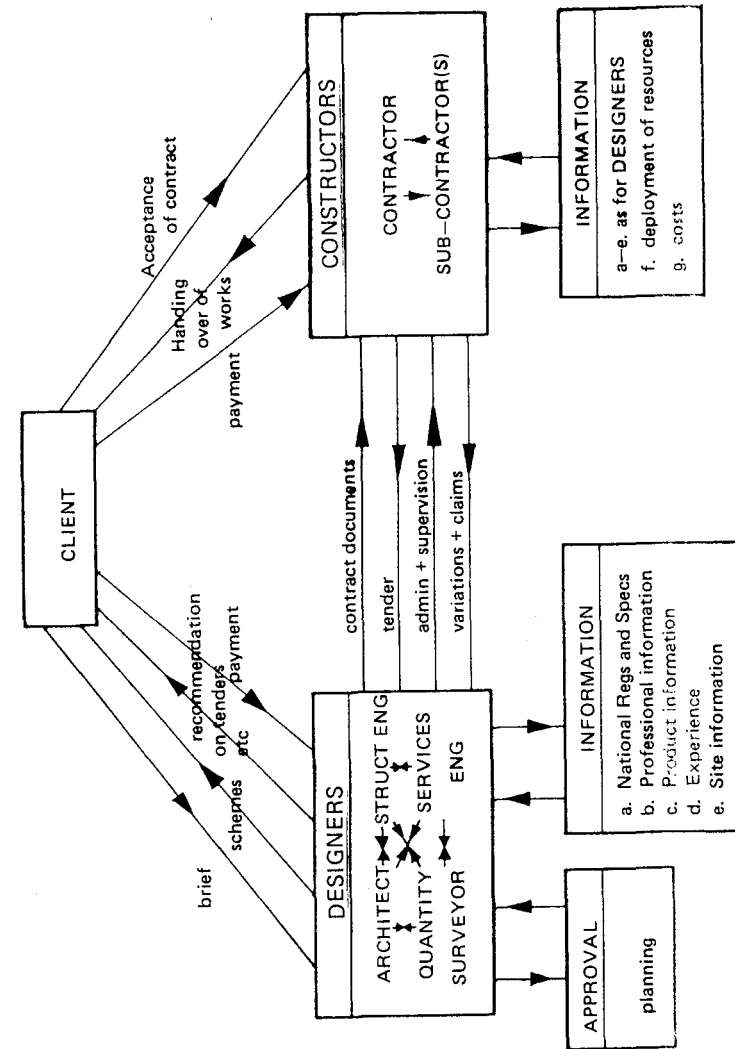 CLIENT
Acceptance
of contract
Handing
over of
works
payment
brief
schemes
recommendation
on tenders
etc
payment
DESIGNERS
ARCHITECT
STRUCT ENG
QUANTITY
SURVEYOR
SERVICES
ENG
contract documents
tender
admin + supervision
variations + claims
CONSTRUCTORS
CONTRACTOR
SUB-CONTRACTOR(S)
APPROVAL
planning
INFORMATION
a. National Regs and Specs
b. Professional information
c. Product information
d. Experience
e. Site information
INFORMATION
a—e. as for DESIGNERS
f. deployment of resources
g. costs